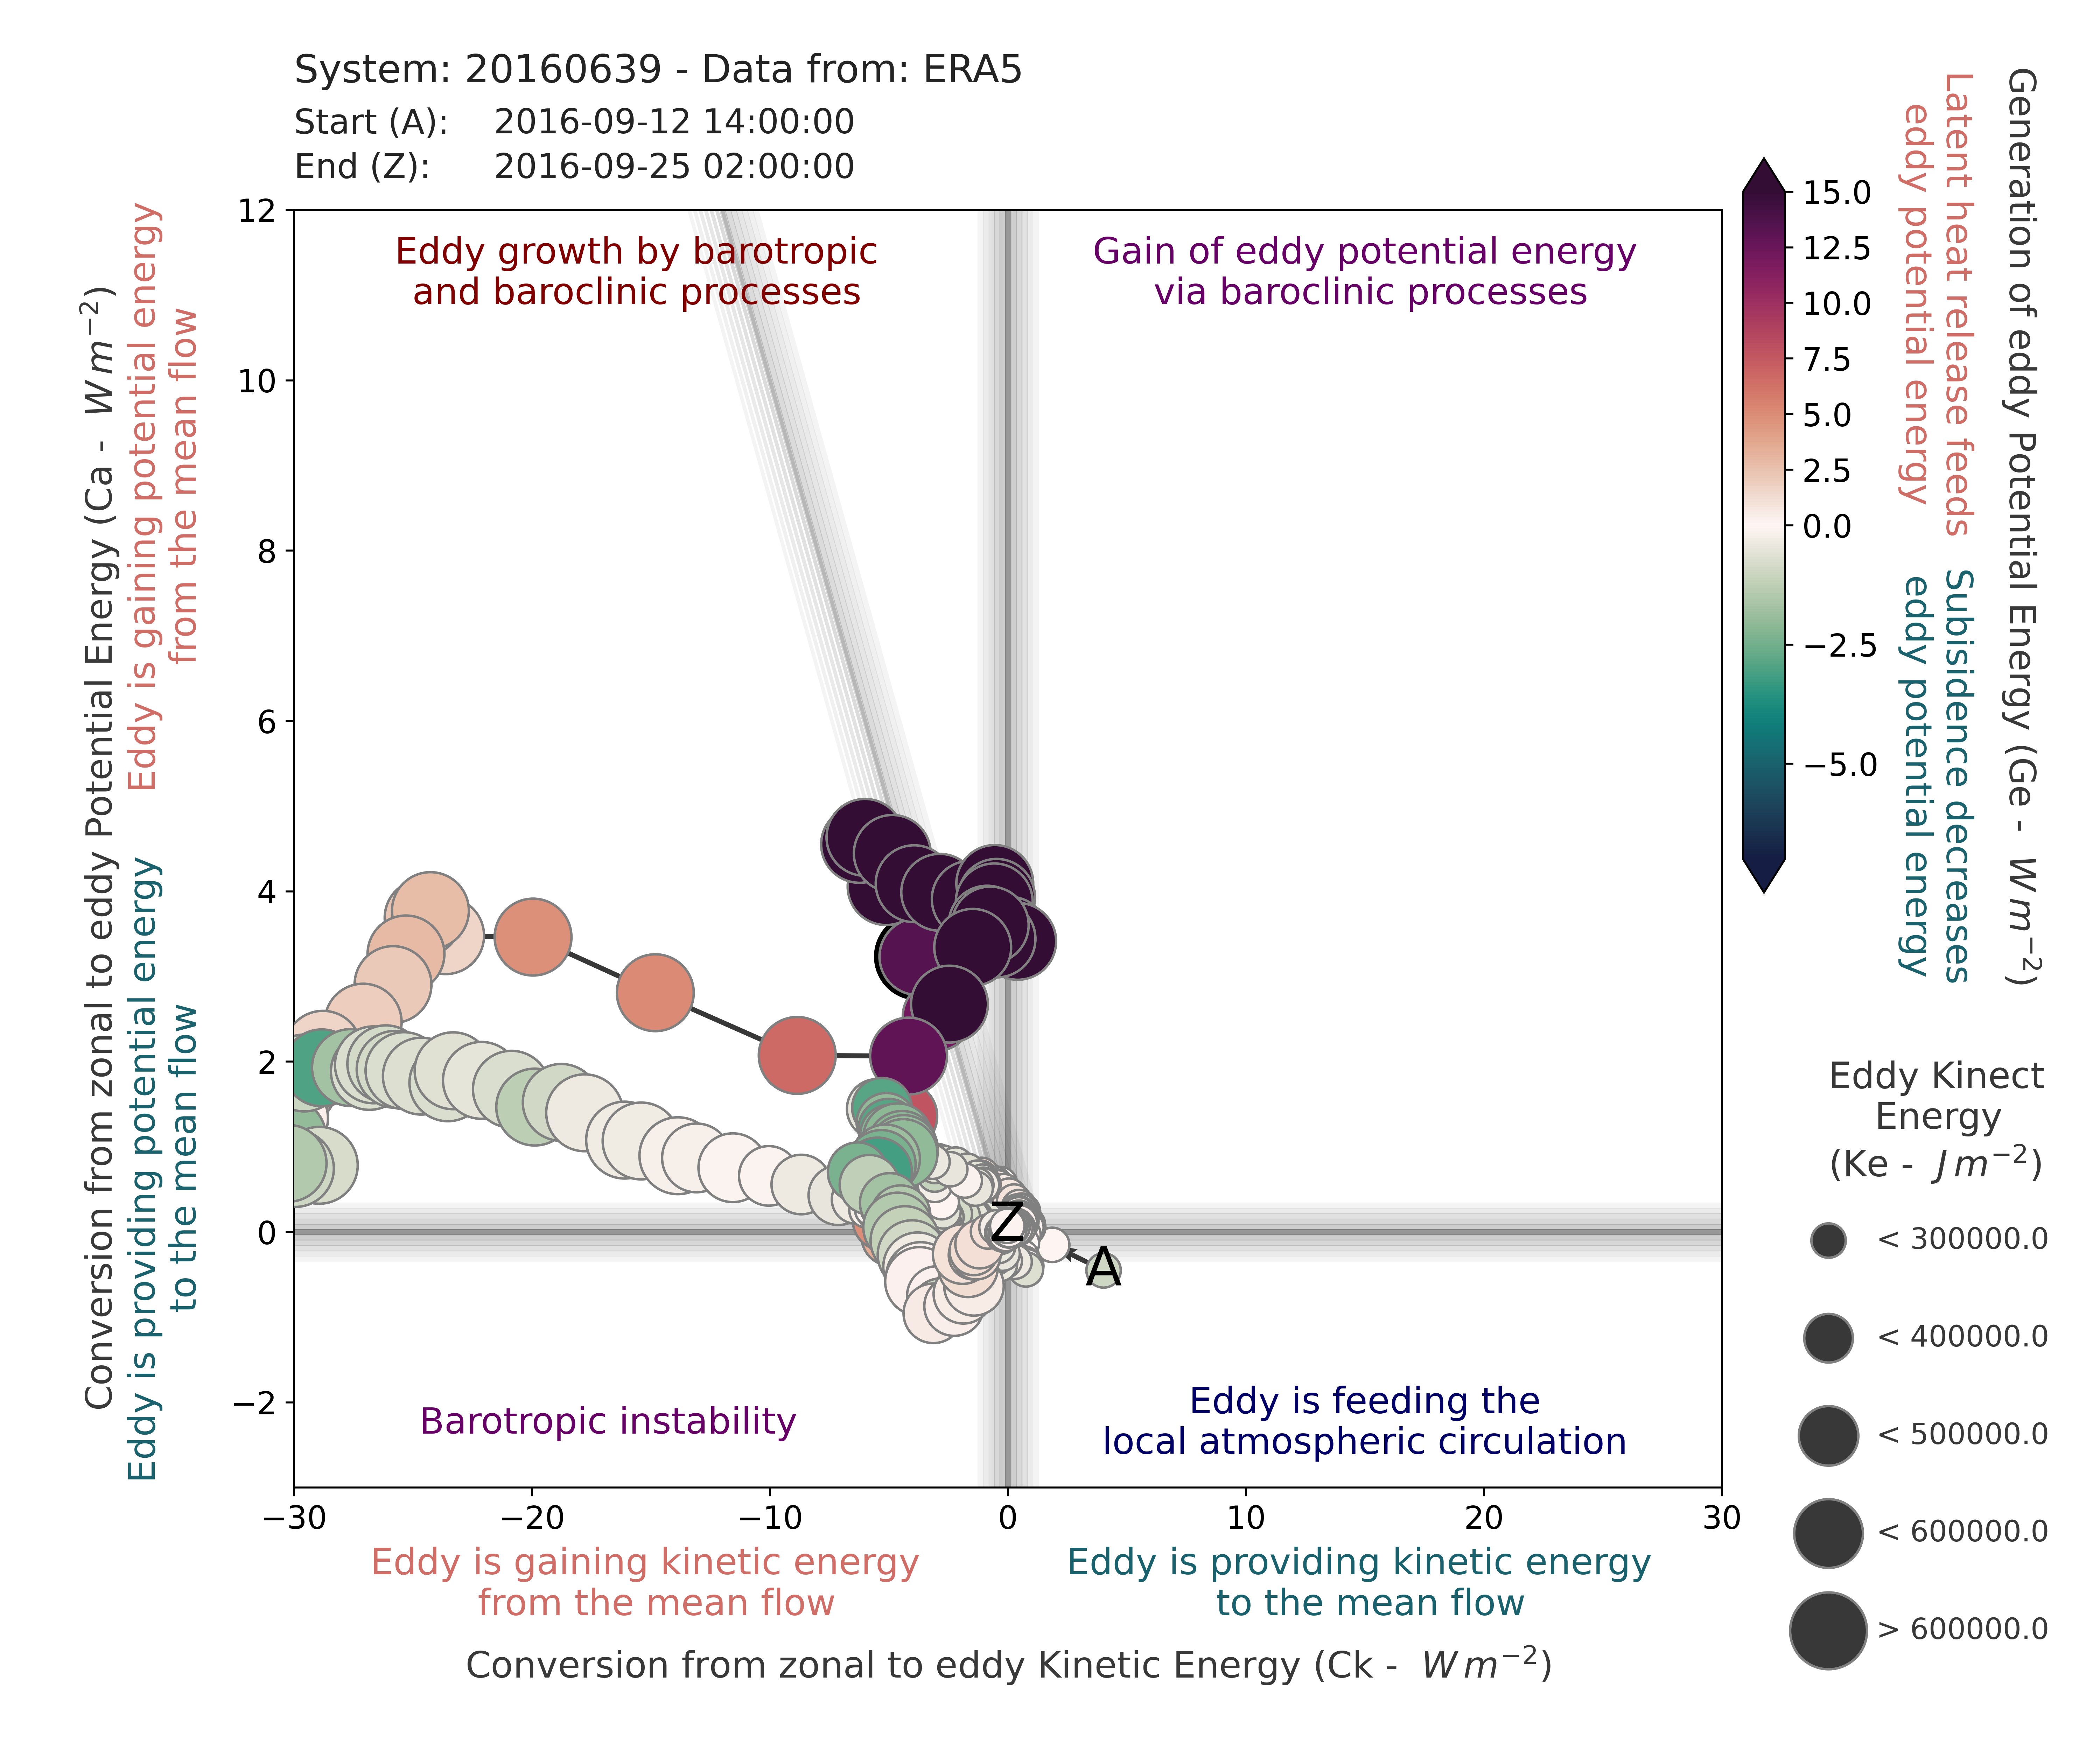 System: 20160639 - Data from: ERA5
Start (A): 2016-09-12 14:00:00
End (Z): 2016-09-25 02:00:00
Conversion from zonal to eddy Potential Energy (Ca - W m⁻²)
Eddy is gaining potential energy
from the mean flow
Eddy is providing potential energy
to the mean flow
12
10
8
6
4
2
0
−2
Eddy growth by barotropic
and baroclinic processes
Gain of eddy potential energy
via baroclinic processes
Z
A
Barotropic instability
Eddy is feeding the
local atmospheric circulation
−30
−20
−10
0
10
20
30
Eddy is gaining kinetic energy
from the mean flow
Eddy is providing kinetic energy
to the mean flow
Conversion from zonal to eddy Kinetic Energy (Ck - W m⁻²)
15.0
12.5
10.0
7.5
5.0
2.5
0.0
−2.5
−5.0
Latent heat release feeds
eddy potential energy
Subisidence decreases
eddy potential energy
Generation of eddy Potential Energy (Ge - W m⁻²)
Eddy Kinect
Energy
(Ke - J m⁻²)
< 300000.0
< 400000.0
< 500000.0
< 600000.0
> 600000.0